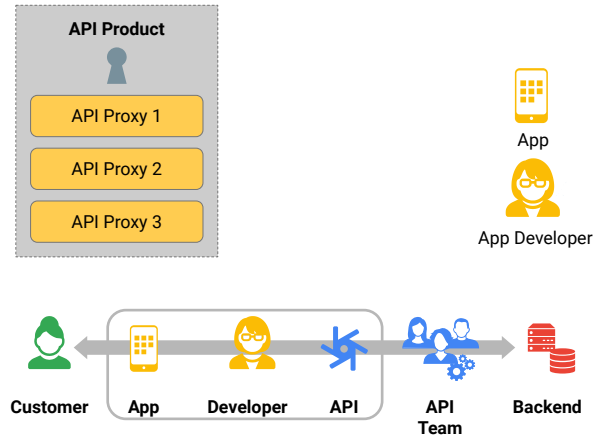 API Product
API Proxy 1
API Proxy 2
API Proxy 3
App
App Developer
Customer
App
Developer
API
API
Team
Backend